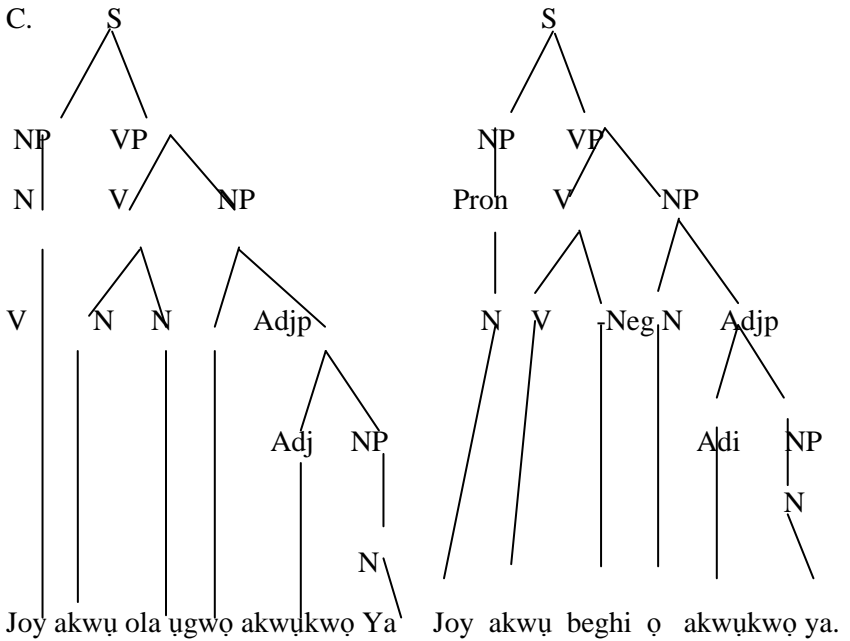 C. S S
NP VP NP VP
N V NP Pron V NP
V N N Adjp N V -Neg N Adjp
Adj NP Adi NP
N
N
Joy akwụ ola ụgwọ akwụkwọ Ya Joy akwụ beghi ọ akwụkwọ ya.